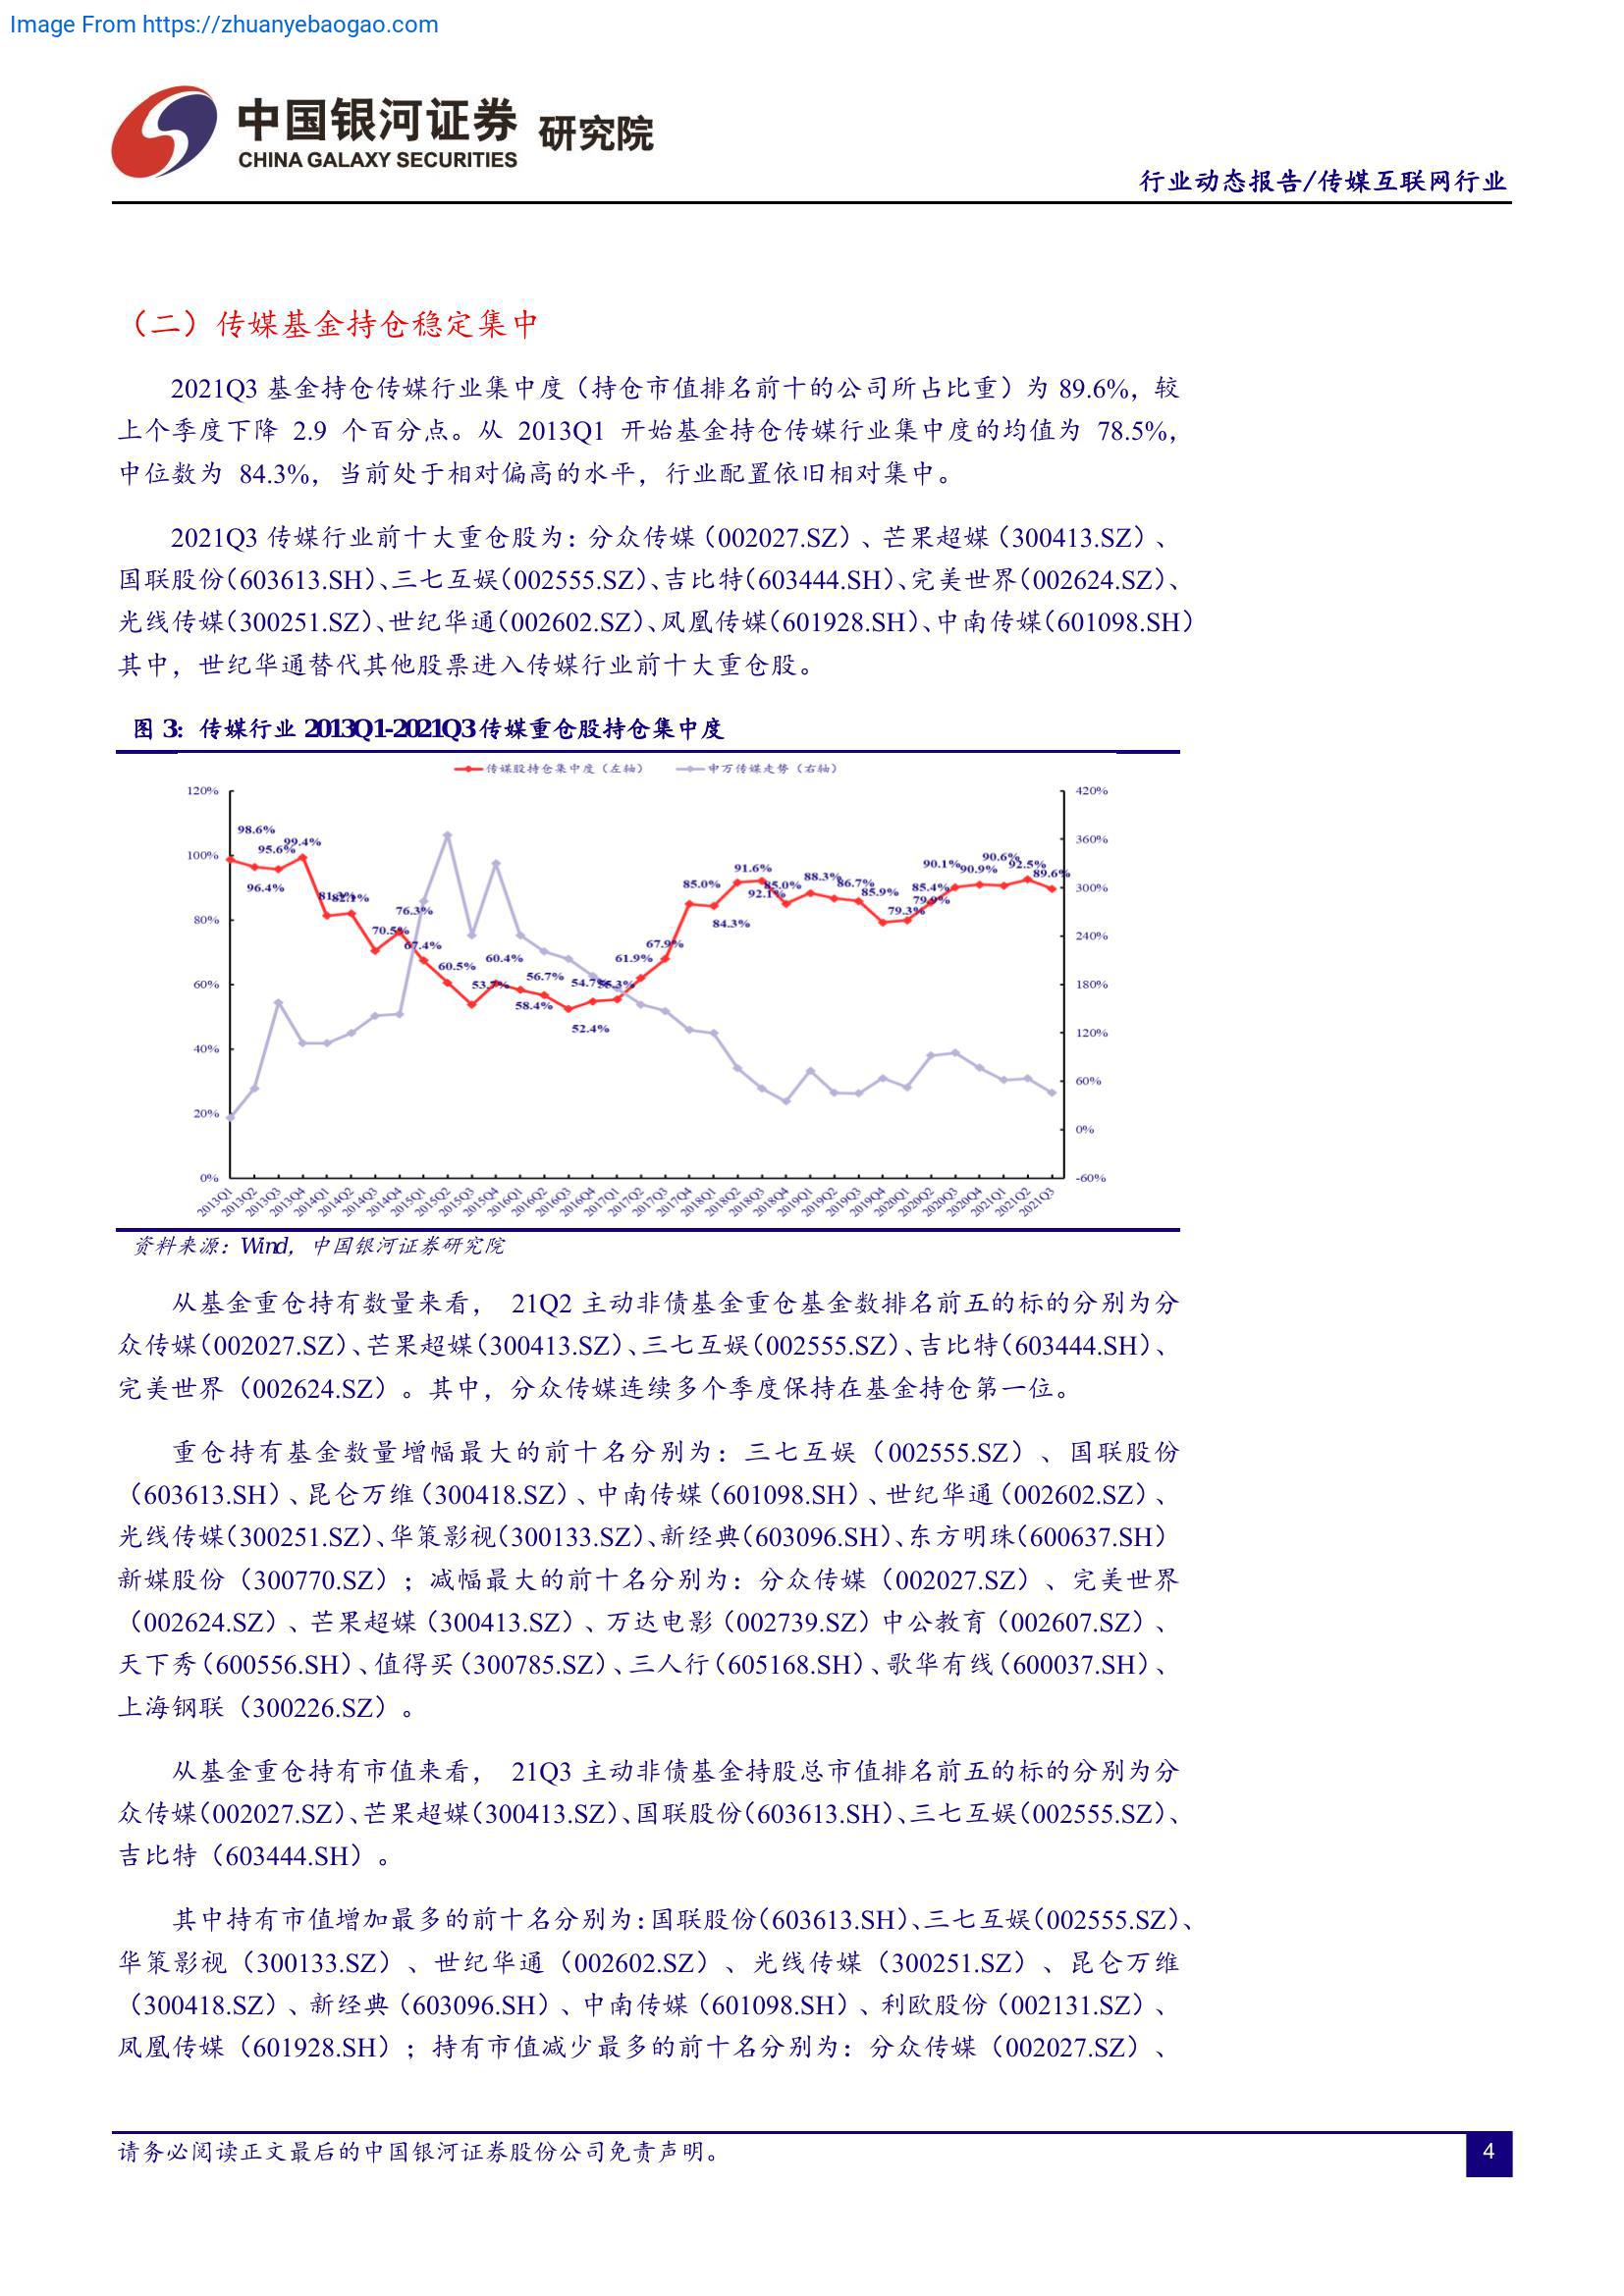 Image From https://zhuanyebaogao.com
中国银河证券 研究院
CHINA GALAXY SECURITIES
行业动态报告/传媒互联网行业
（二）传媒基金持仓稳定集中
2021Q3 基金持仓传媒行业集中度（持仓市值排名前十的公司所占比重）为 89.6%，较
上个季度下降 2.9 个百分点。从 2013Q1 开始基金持仓传媒行业集中度的均值为 78.5%，
中位数为 84.3%，当前处于相对偏高的水平，行业配置依旧相对集中。
2021Q3 传媒行业前十大重仓股为：分众传媒（002027.SZ）、芒果超媒（300413.SZ）、
国联股份（603613.SH）、三七互娱（002555.SZ）、吉比特（603444.SH）、完美世界（002624.SZ）、
光线传媒（300251.SZ）、世纪华通（002602.SZ）、凤凰传媒（601928.SH）、中南传媒（601098.SH）
其中，世纪华通替代其他股票进入传媒行业前十大重仓股。
图 3：传媒行业 2013Q1-2021Q3 传媒重仓股持仓集中度
传媒股持仓集中度（左轴） 申万传媒走势（右轴）
120% 420%
360%
100% 300%
80% 240%
60% 180%
40% 120%
60%
20% 0%
0% -60%
98.6% 96.4% 95.6% 99.4% 81.3% 82.1% 70.5% 76.3% 67.4% 60.5% 53.7% 60.4% 58.4% 56.7% 52.4% 54.7% 55.3% 61.9% 67.9% 85.0% 84.3% 91.6% 92.1% 85.0% 88.3% 86.7% 85.9% 79.3% 79.9% 85.4% 90.1% 90.9% 90.6% 92.5% 89.6%
2013Q1 2013Q2 2013Q3 2013Q4 2014Q1 2014Q2 2014Q3 2014Q4 2015Q1 2015Q2 2015Q3 2015Q4 2016Q1 2016Q2 2016Q3 2016Q4 2017Q1 2017Q2 2017Q3 2017Q4 2018Q1 2018Q2 2018Q3 2018Q4 2019Q1 2019Q2 2019Q3 2019Q4 2020Q1 2020Q2 2020Q3 2020Q4 2021Q1 2021Q2 2021Q3
资料来源：Wind，中国银河证券研究院
从基金重仓持有数量来看， 21Q2 主动非债基金重仓基金数排名前五的标的分别为分
众传媒（002027.SZ）、芒果超媒（300413.SZ）、三七互娱（002555.SZ）、吉比特（603444.SH）、
完美世界（002624.SZ）。其中，分众传媒连续多个季度保持在基金持仓第一位。
重仓持有基金数量增幅最大的前十名分别为：三七互娱（002555.SZ）、国联股份
（603613.SH）、昆仑万维（300418.SZ）、中南传媒（601098.SH）、世纪华通（002602.SZ）、
光线传媒（300251.SZ）、华策影视（300133.SZ）、新经典（603096.SH）、东方明珠（600637.SH）
新媒股份（300770.SZ）；减幅最大的前十名分别为：分众传媒（002027.SZ）、完美世界
（002624.SZ）、芒果超媒（300413.SZ）、万达电影（002739.SZ）中公教育（002607.SZ）、
天下秀（600556.SH）、值得买（300785.SZ）、三人行（605168.SH）、歌华有线（600037.SH）、
上海钢联（300226.SZ）。
从基金重仓持有市值来看， 21Q3 主动非债基金持股总市值排名前五的标的分别为分
众传媒（002027.SZ）、芒果超媒（300413.SZ）、国联股份（603613.SH）、三七互娱（002555.SZ）、
吉比特（603444.SH）。
其中持有市值增加最多的前十名分别为：国联股份（603613.SH）、三七互娱（002555.SZ）、
华策影视（300133.SZ）、世纪华通（002602.SZ）、光线传媒（300251.SZ）、昆仑万维
（300418.SZ）、新经典（603096.SH）、中南传媒（601098.SH）、利欧股份（002131.SZ）、
凤凰传媒（601928.SH）；持有市值减少最多的前十名分别为：分众传媒（002027.SZ）、
请务必阅读正文最后的中国银河证券股份公司免责声明。
4